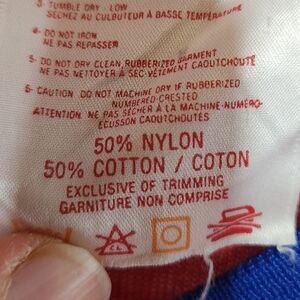 3- TUMBLE DRY - LOW
SÉCHEZ AU CULBUTEUR À BASSE TEMPÉRATURE
4- DO NOT IRON
NE PAS REPASSER
5- DO NOT DRY CLEAN, RUBBERIZED GARMENT
NE PAS NETTOYER À SEC-VÊTEMENT CAOUTCHOUTÉ
6- CAUTION DO NOT MACHINE DRY IF RUBBERIZED
NUMBERED-CRESTED
ATTENTION NE PAS SÉCHER À LA MACHINE-NUMÉRO
ECUSSON CAOUTCHOUTÉS
50% NYLON
50% COTTON / COTON
EXCLUSIVE OF TRIMMING
GARNITURE NON COMPRISE
CL